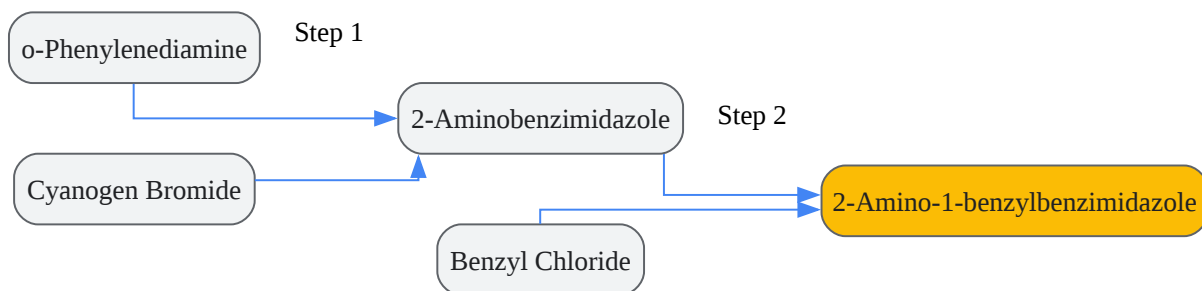 o-Phenylenediamine
Step 1
2-Aminobenzimidazole
Step 2
Cyanogen Bromide
2-Amino-1-benzylbenzimidazole
Benzyl Chloride